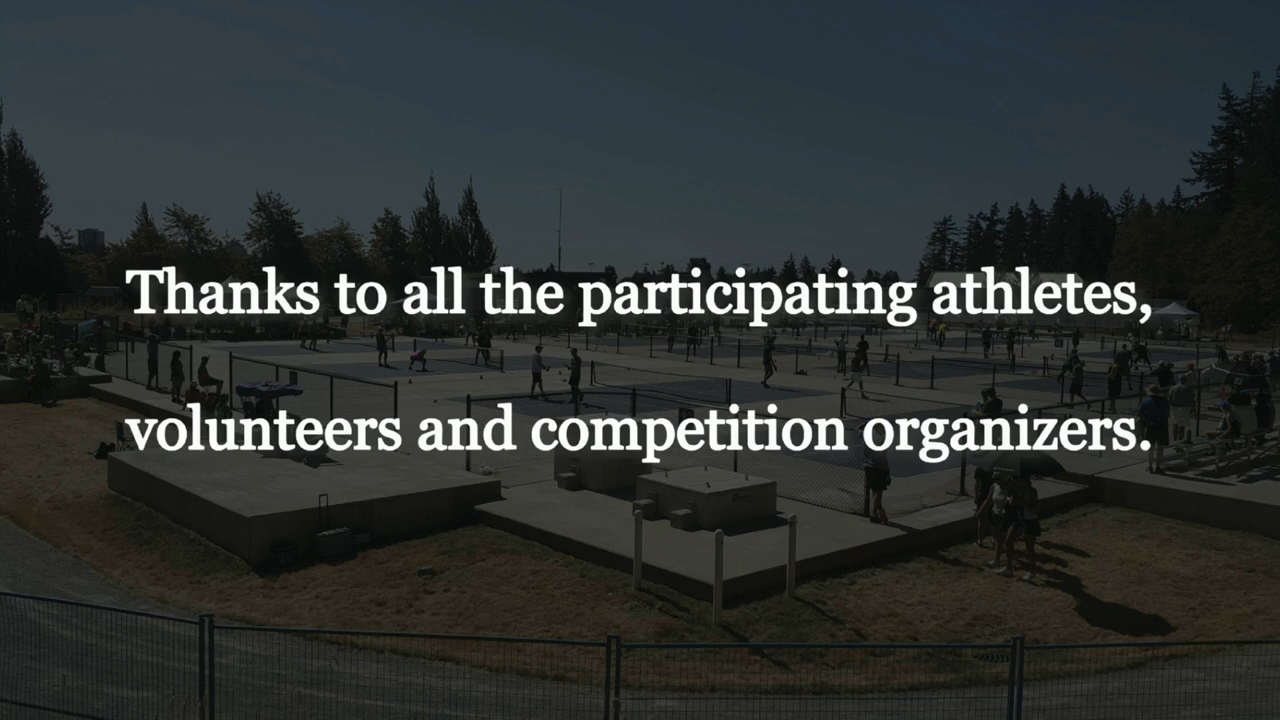 Thanks to all the participating athletes,
volunteers and competition organizers.